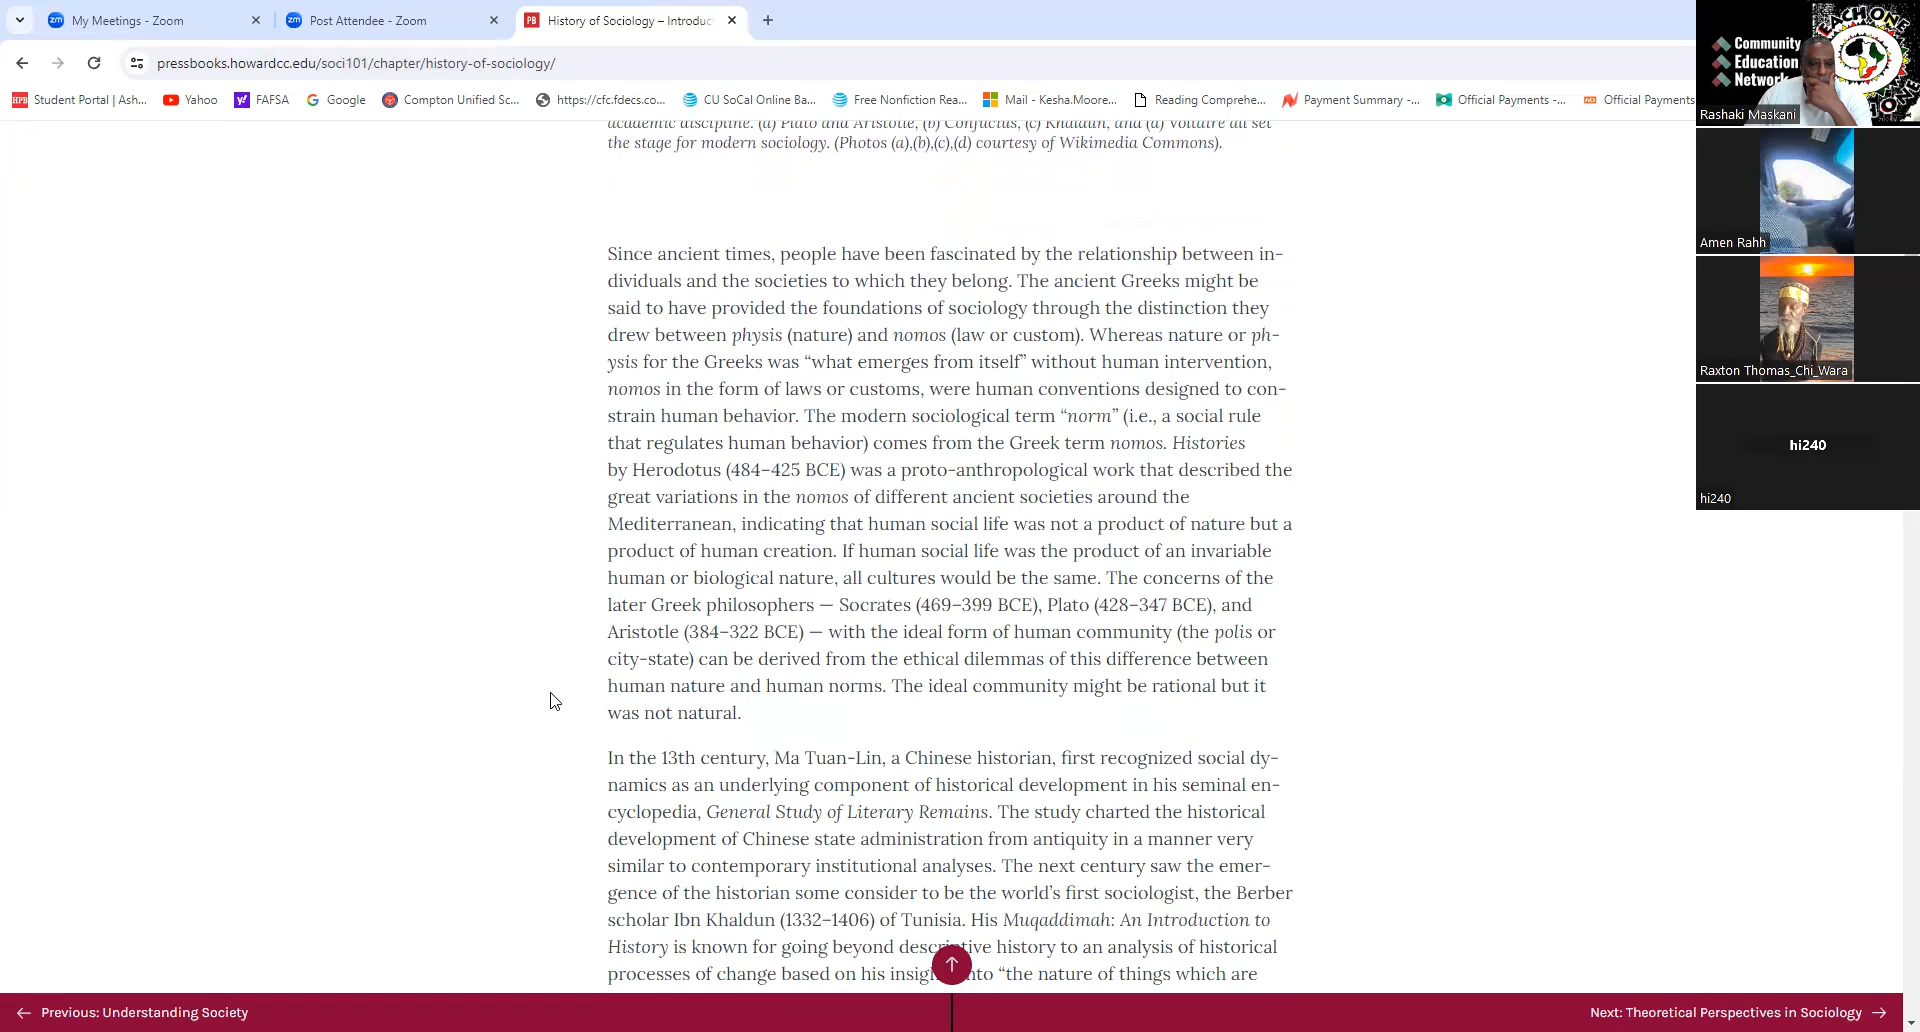 My Meetings - Zoom
Post Attendee - Zoom
History of Sociology – Introduct
pressbooks.howardcc.edu/soci101/chapter/history-of-sociology/
Student Portal | Ash...
Yahoo
FAFSA
Google
Compton Unified Sc...
https://cfc.fdecs.co...
CU SoCal Online Ba...
Free Nonfiction Rea...
Mail - Kesha.Moore...
Reading Comprehe...
Payment Summary -...
Official Payments -...
Official Payments
academic discipline. (a) Plato and Aristotle, (b) Confucius, (c) Khaldun, and (d) Voltaire all set
the stage for modern sociology. (Photos (a),(b),(c),(d) courtesy of Wikimedia Commons).
Since ancient times, people have been fascinated by the relationship between in-
dividuals and the societies to which they belong. The ancient Greeks might be
said to have provided the foundations of sociology through the distinction they
drew between physis (nature) and nomos (law or custom). Whereas nature or ph-
ysis for the Greeks was “what emerges from itself” without human intervention,
nomos in the form of laws or customs, were human conventions designed to con-
strain human behavior. The modern sociological term “norm” (i.e., a social rule
that regulates human behavior) comes from the Greek term nomos. Histories
by Herodotus (484–425 BCE) was a proto-anthropological work that described the
great variations in the nomos of different ancient societies around the
Mediterranean, indicating that human social life was not a product of nature but a
product of human creation. If human social life was the product of an invariable
human or biological nature, all cultures would be the same. The concerns of the
later Greek philosophers — Socrates (469–399 BCE), Plato (428–347 BCE), and
Aristotle (384–322 BCE) — with the ideal form of human community (the polis or
city-state) can be derived from the ethical dilemmas of this difference between
human nature and human norms. The ideal community might be rational but it
was not natural.
In the 13th century, Ma Tuan-Lin, a Chinese historian, first recognized social dy-
namics as an underlying component of historical development in his seminal en-
cyclopedia, General Study of Literary Remains. The study charted the historical
development of Chinese state administration from antiquity in a manner very
similar to contemporary institutional analyses. The next century saw the emer-
gence of the historian some consider to be the world’s first sociologist, the Berber
scholar Ibn Khaldun (1332–1406) of Tunisia. His Muqaddimah: An Introduction to
History is known for going beyond descriptive history to an analysis of historical
processes of change based on his insights into “the nature of things which are
Previous: Understanding Society
Next: Theoretical Perspectives in Sociology
Community
Education
Network
EACH ONE
Rashaki Maskani
Amen Rahh
Raxton Thomas_Chi_Wara
hi240
hi240